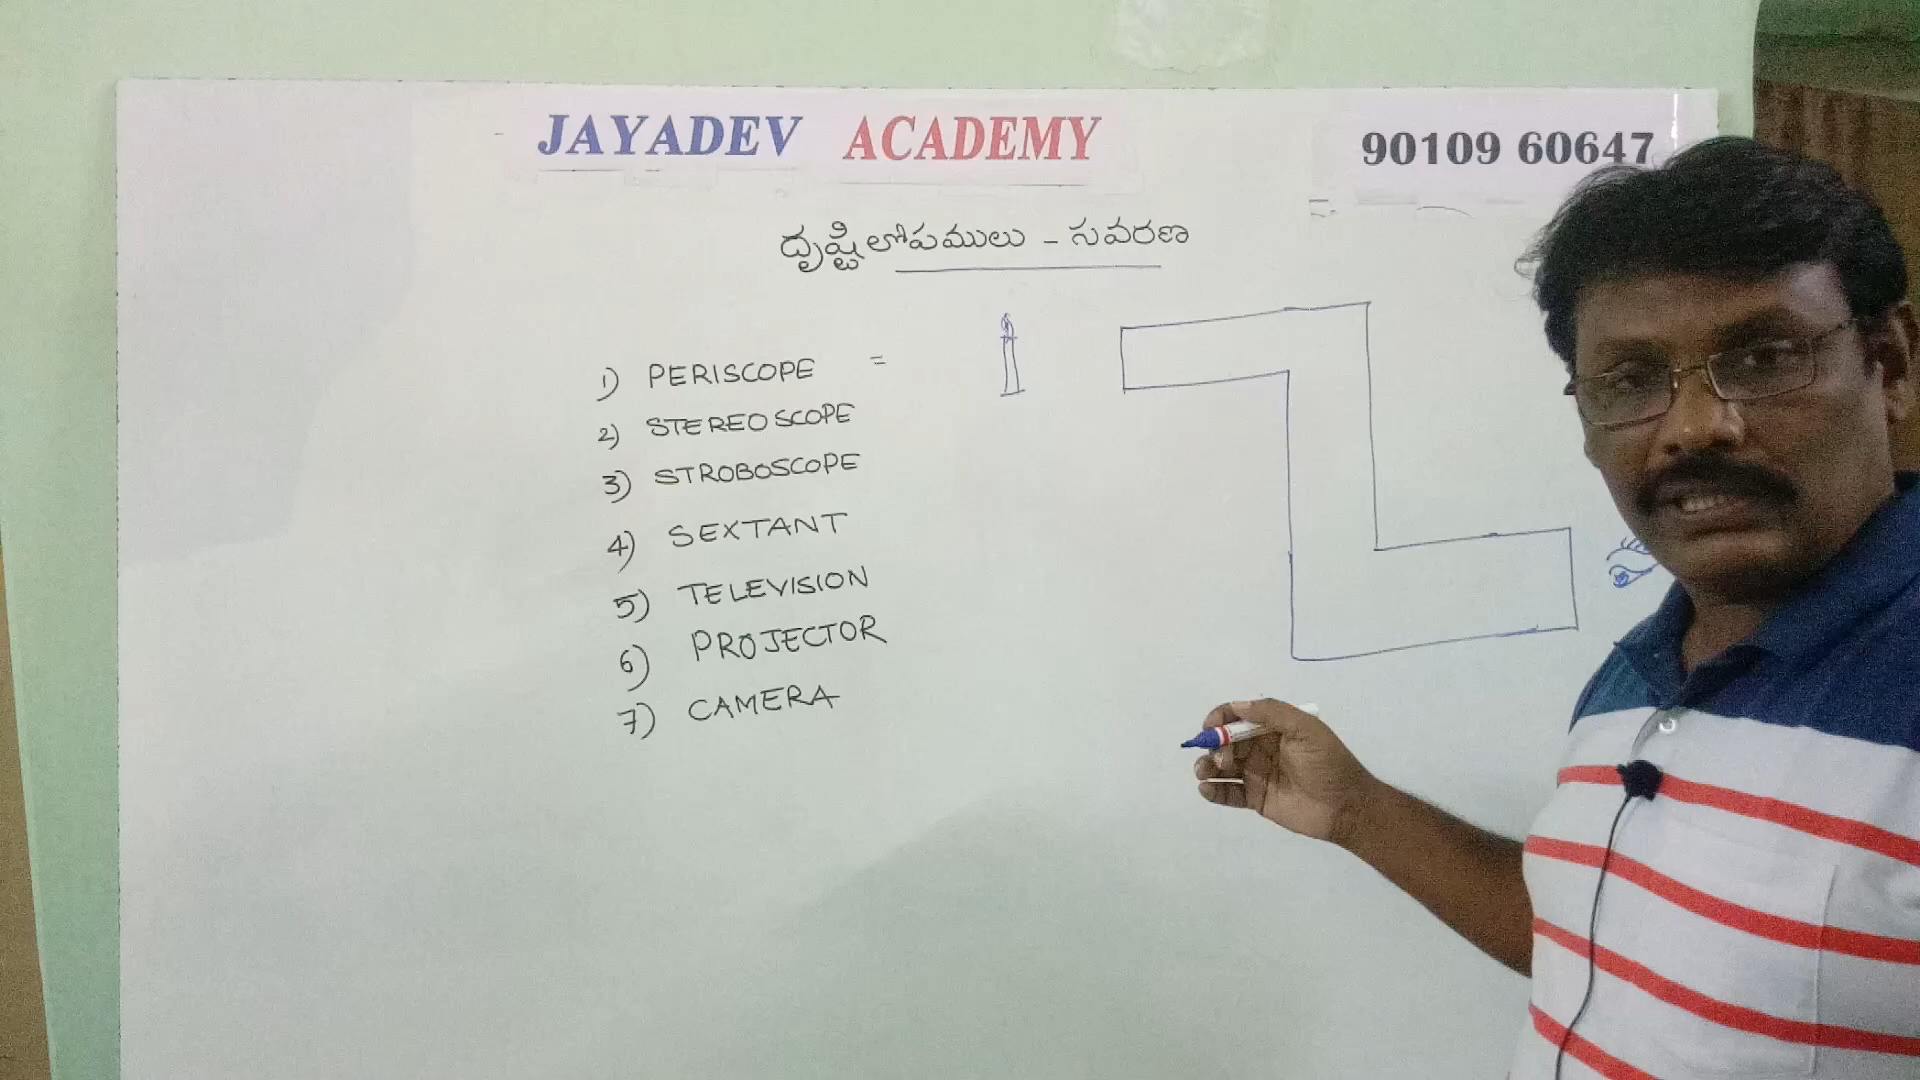 JAYADEV ACADEMY 90109 60647
దృష్టిలోపములు - సవరణ
1) PERISCOPE =
2) STEREOSCOPE
3) STROBOSCOPE
4) SEXTANT
5) TELEVISION
6) PROJECTOR
7) CAMERA